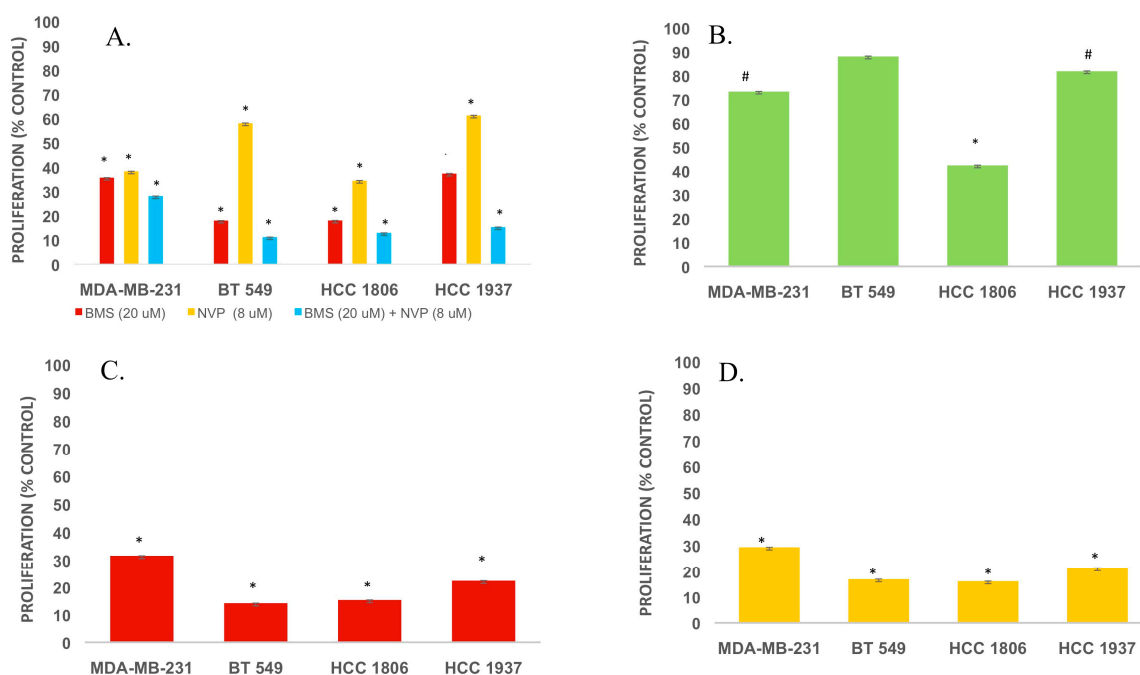 A.
PROLIFERATION (% CONTROL)
100
90
80
70
60
50
40
30
20
10
0
* * *
* * *
* * *
. * *
MDA-MB-231 BT 549 HCC 1806 HCC 1937
BMS (20 uM) NVP (8 uM) BMS (20 uM) + NVP (8 uM)
B.
PROLIFERATION (% CONTROL)
100
90
80
70
60
50
40
30
20
10
0
# * #
MDA-MB-231 BT 549 HCC 1806 HCC 1937
C.
PROLIFERATION (% CONTROL)
100
90
80
70
60
50
40
30
20
10
0
* * * *
MDA-MB-231 BT 549 HCC 1806 HCC 1937
D.
PROLIFERATION (% CONTROL)
100
90
80
70
60
50
40
30
20
10
0
* * * *
MDA-MB-231 BT 549 HCC 1806 HCC 1937